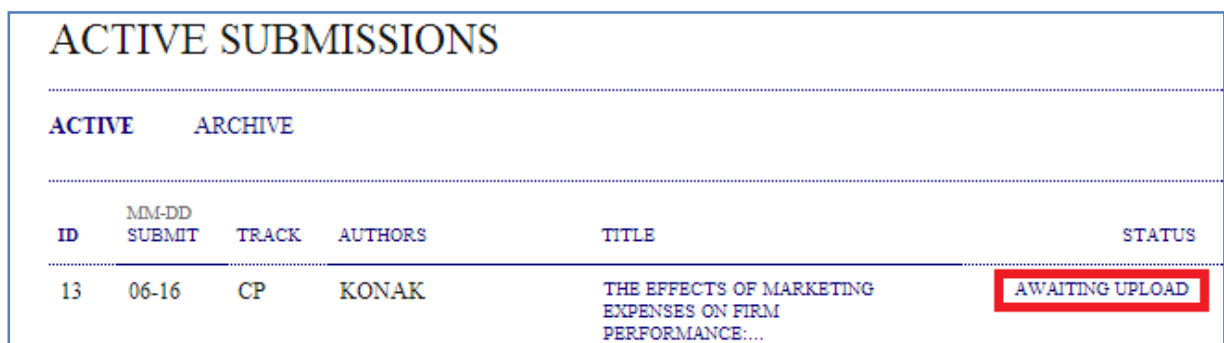 ACTIVE SUBMISSIONS
ACTIVE ARCHIVE
MM-DD
ID SUBMIT TRACK AUTHORS TITLE STATUS
13 06-16 CP KONAK THE EFFECTS OF MARKETING AWAITING UPLOAD
EXPENSES ON FIRM
PERFORMANCE:...